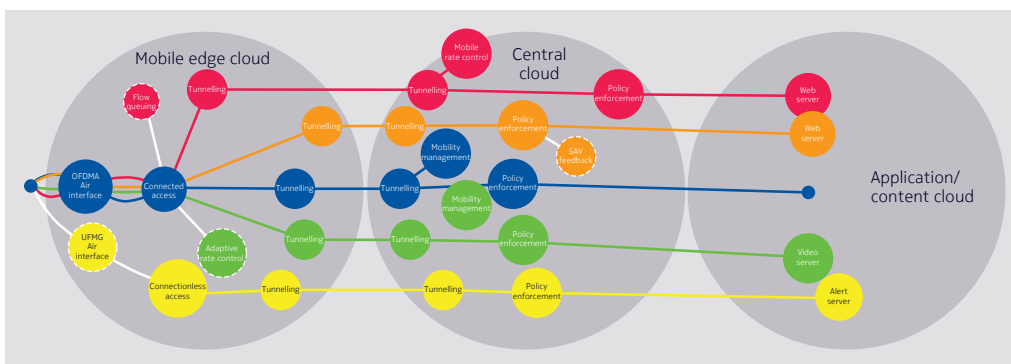 Mobile edge cloud
Central
cloud
Application/
content cloud
Mobile
rate control
Flow
queuing
Tunnelling
Tunnelling
Policy
enforcement
Web
server
Tunnelling
Tunnelling
Policy
enforcement
Web
server
SAV
feedback
Mobility
management
OFDMA
Air
interface
Connected
access
Tunnelling
Tunnelling
Policy
enforcement
Mobility
management
UFMG
Air
interface
Adaptive
rate control
Tunnelling
Tunnelling
Policy
enforcement
Video
server
Connectionless
access
Tunnelling
Tunnelling
Policy
enforcement
Alert
server